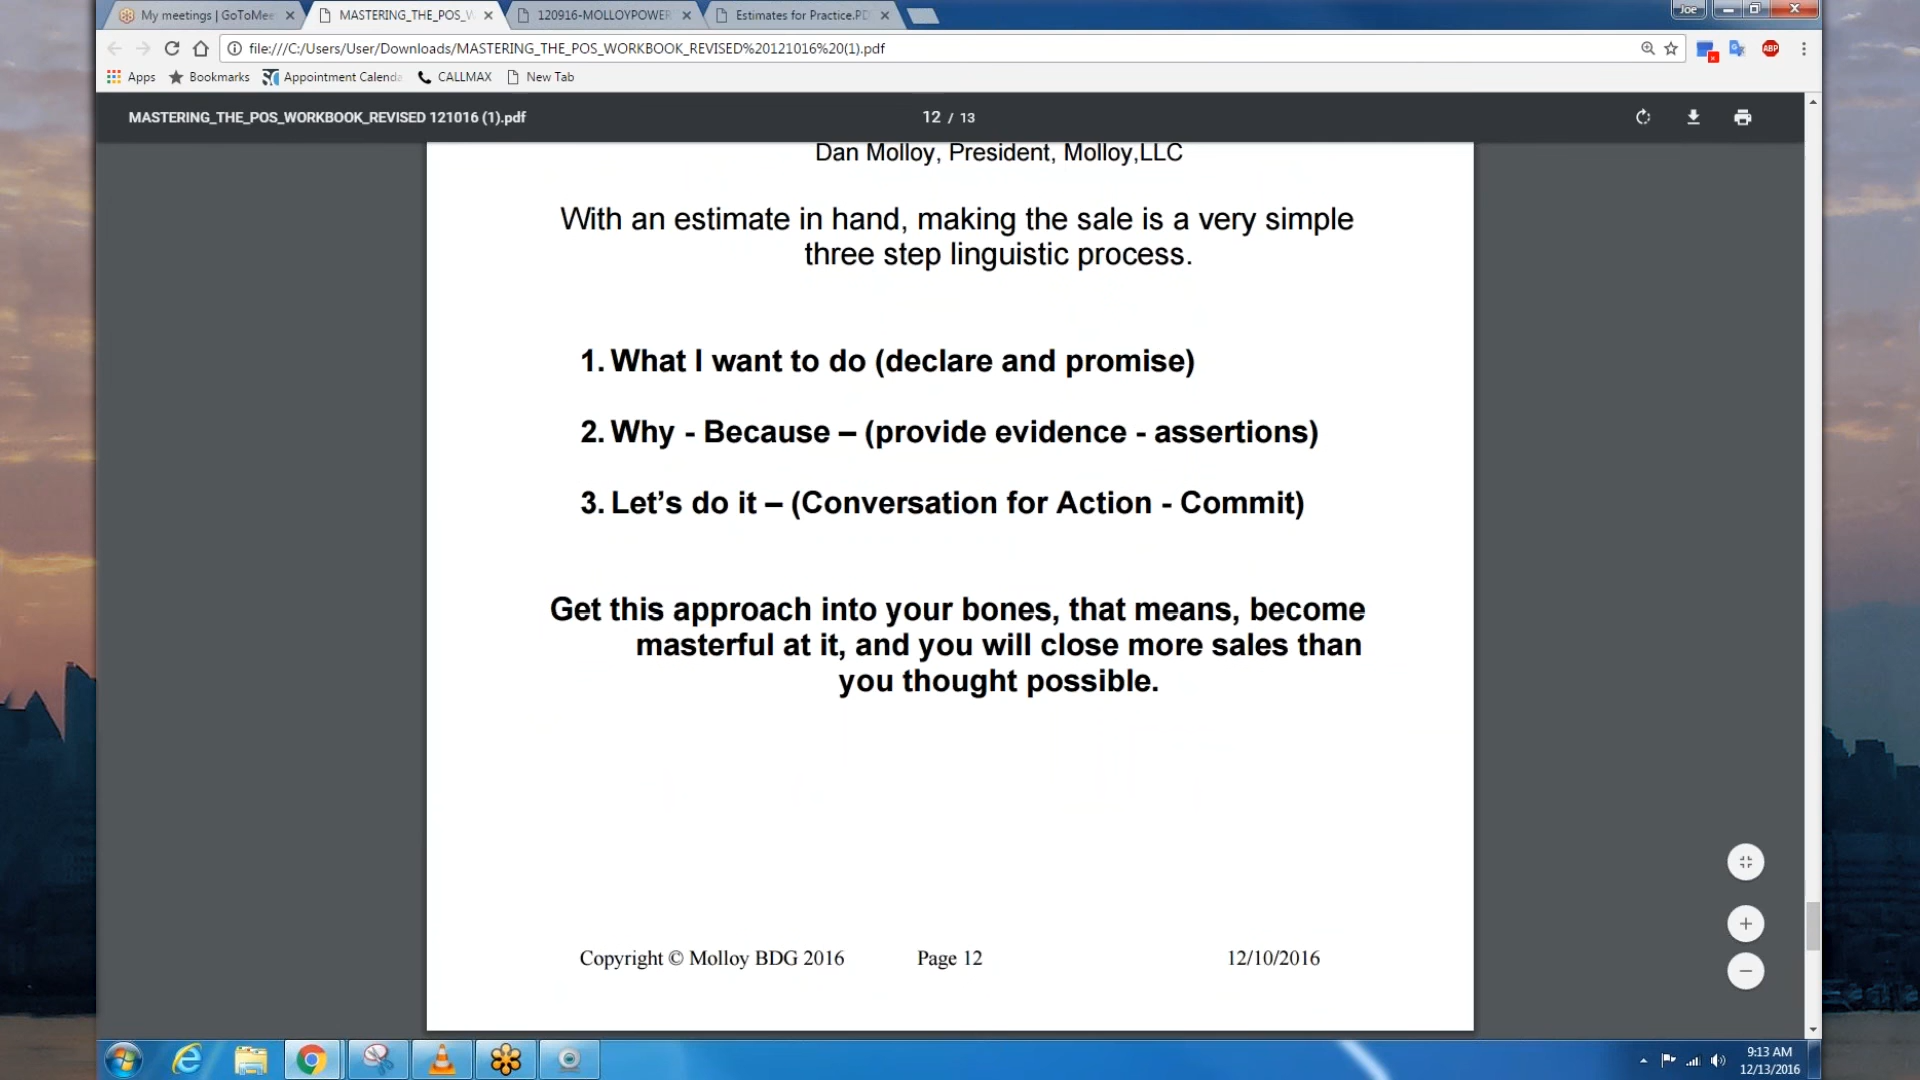 My meetings | GoToMee
MASTERING_THE_POS_W
120916-MOLLOYPOWER
Estimates for Practice.PD
Joe
file:///C:/Users/User/Downloads/MASTERING_THE_POS_WORKBOOK_REVISED%20121016%20(1).pdf
ABP
Apps
Bookmarks
Appointment Calenda
CALLMAX
New Tab
MASTERING_THE_POS_WORKBOOK_REVISED 121016 (1).pdf
12 / 13
Dan Molloy, President, Molloy,LLC
With an estimate in hand, making the sale is a very simple
three step linguistic process.
1. What I want to do (declare and promise)
2. Why - Because – (provide evidence - assertions)
3. Let's do it – (Conversation for Action - Commit)
Get this approach into your bones, that means, become
masterful at it, and you will close more sales than
you thought possible.
Copyright © Molloy BDG 2016 Page 12 12/10/2016
9:13 AM
12/13/2016